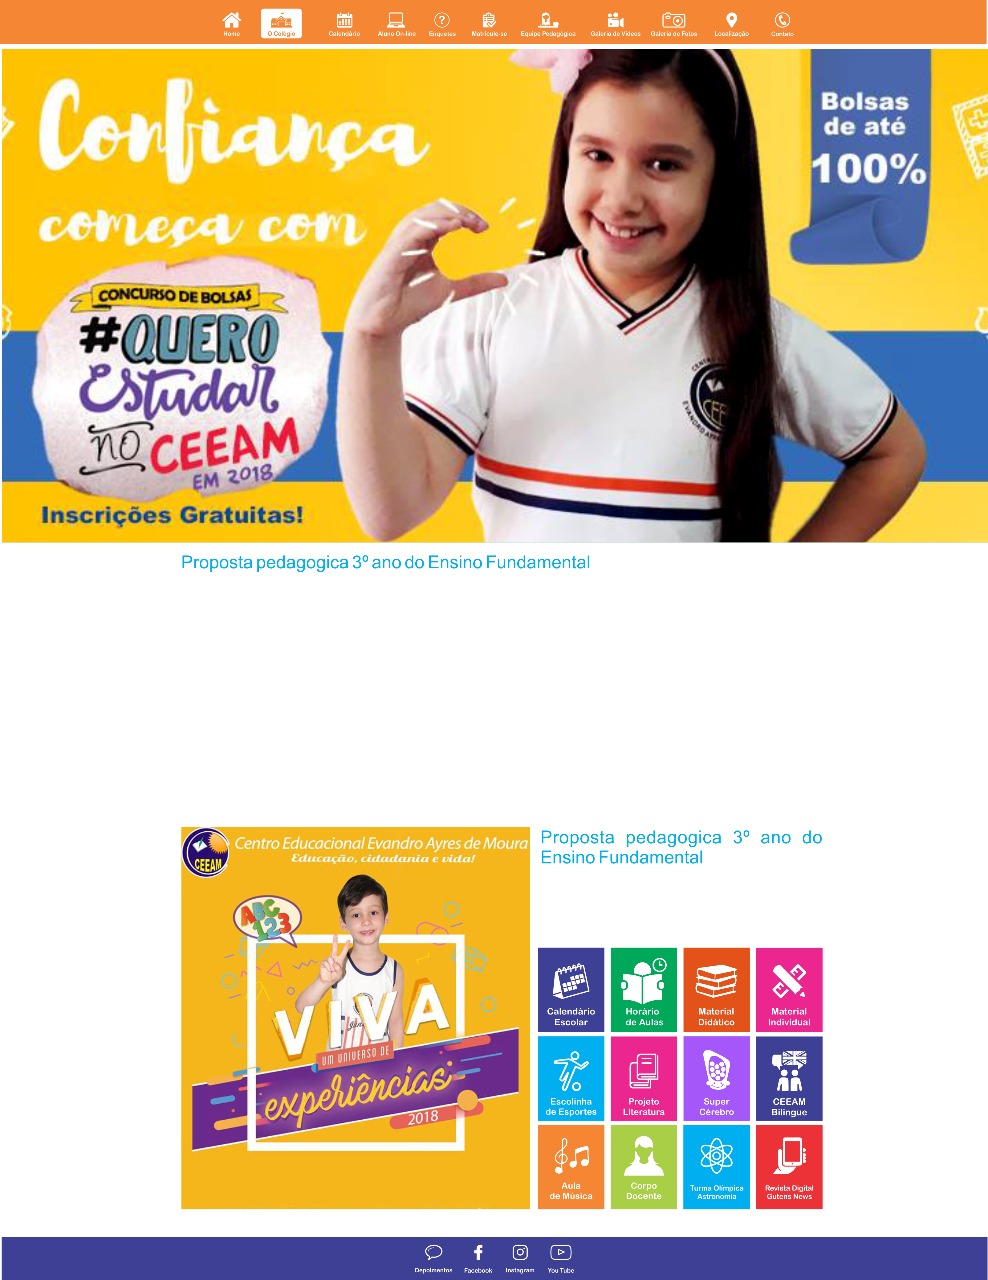 Home
O Colégio
Calendário
Aluno On-line
Enquetes
Matricule-se
Equipe Pedagógica
Galeria de Vídeos
Galeria de Fotos
Localização
Contato
Confiança
começa com
CONCURSO DE BOLSAS
#QUERO
Estudar
NO CEEAM
EM 2018
Inscrições Gratuitas!
Bolsas
de até
100%
Proposta pedagogica 3º ano do Ensino Fundamental
CEEAM
Centro Educacional Evandro Ayres de Moura
Educação, cidadania e vida!
ABC
123
VIVA
UM UNIVERSO DE
experiências
2018
Proposta pedagogica 3º ano do
Ensino Fundamental
Calendário
Escolar
Horário
de Aulas
Material
Didático
Material
Individual
Escolinha
de Esportes
Projeto
Literatura
Super
Cérebro
CEEAM
Bilingue
Aula
de Música
Corpo
Docente
Turma Olímpica
Astronomia
Revista Digital
Gutens News
Depoimentos
Facebook
Instagram
You Tube